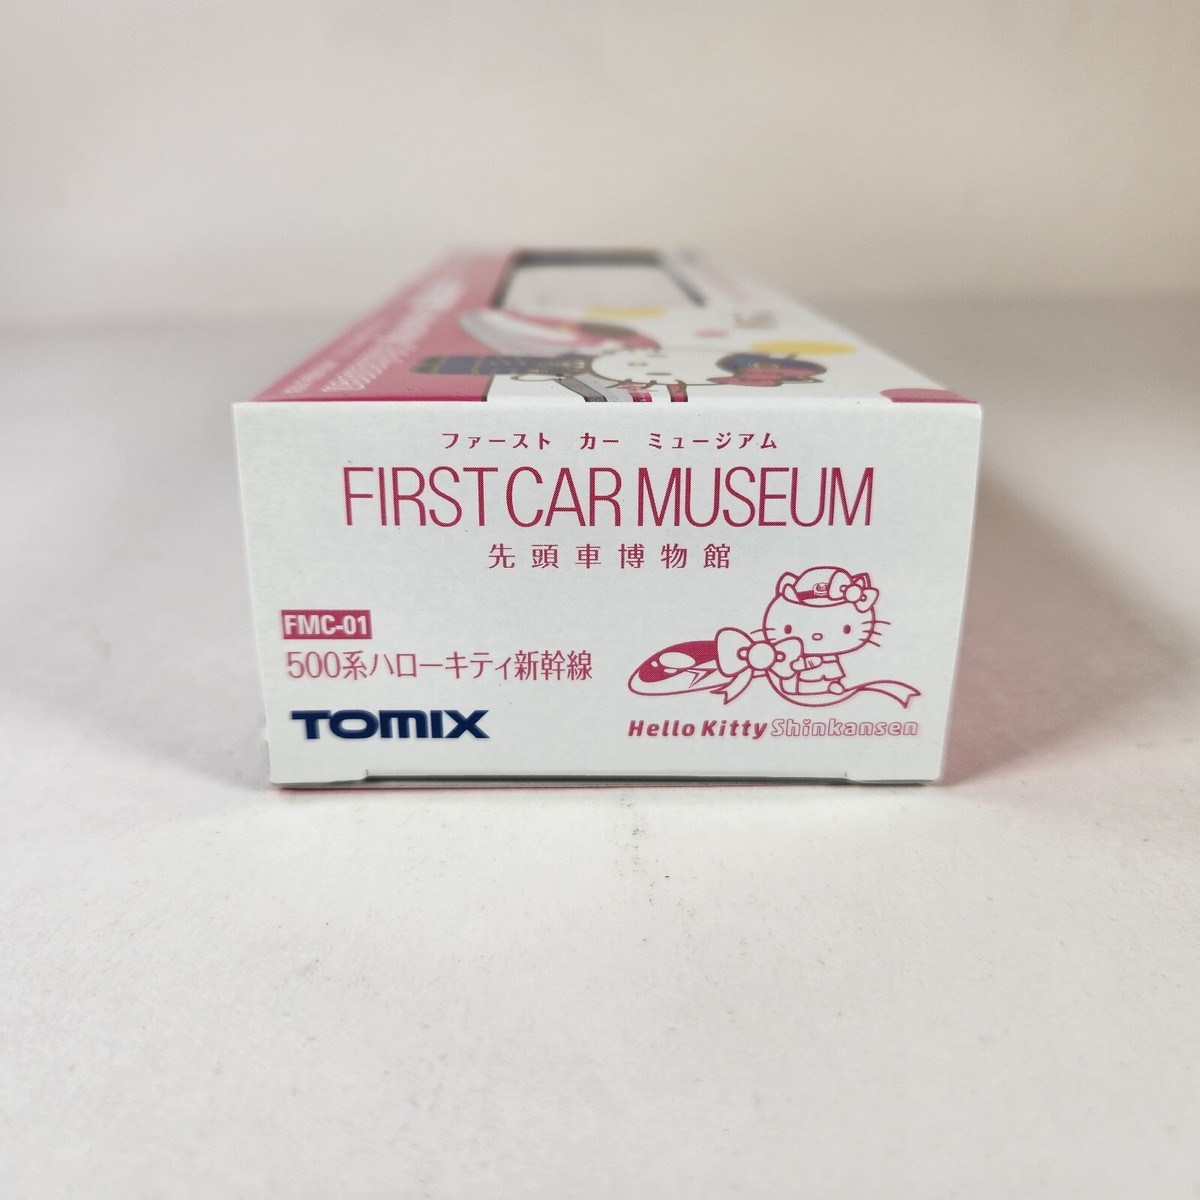 ファースト カー ミュージアム
FIRST CAR MUSEUM
先頭車博物館
FMC-01
500系ハローキティ新幹線
TOMIX
Hello Kitty Shinkansen